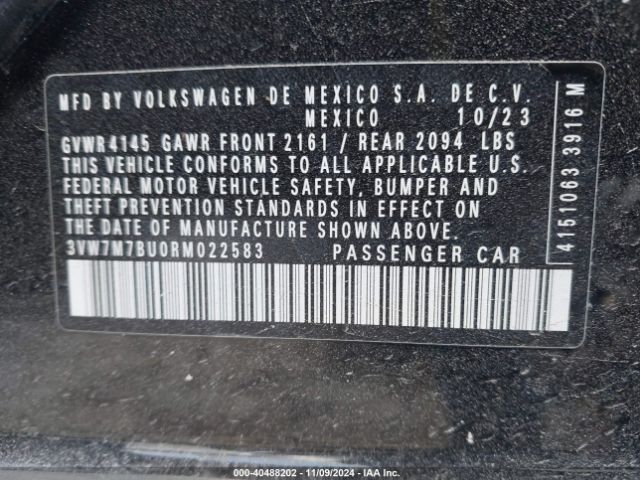 MFD BY VOLKSWAGEN DE MEXICO S.A. DE C.V.
MEXICO 10/23
GVWR 4145 GAWR FRONT 2161 / REAR 2094 LBS
THIS VEHICLE CONFORMS TO ALL APPLICABLE U.S.
FEDERAL MOTOR VEHICLE SAFETY, BUMPER AND
THEFT PREVENTION STANDARDS IN EFFECT ON
THE DATE OF MANUFACTURE SHOWN ABOVE.
3VW7M7BU0RM022583 PASSENGER CAR
4151063 3916 M
000-40488202 - 11/09/2024 - IAA Inc.